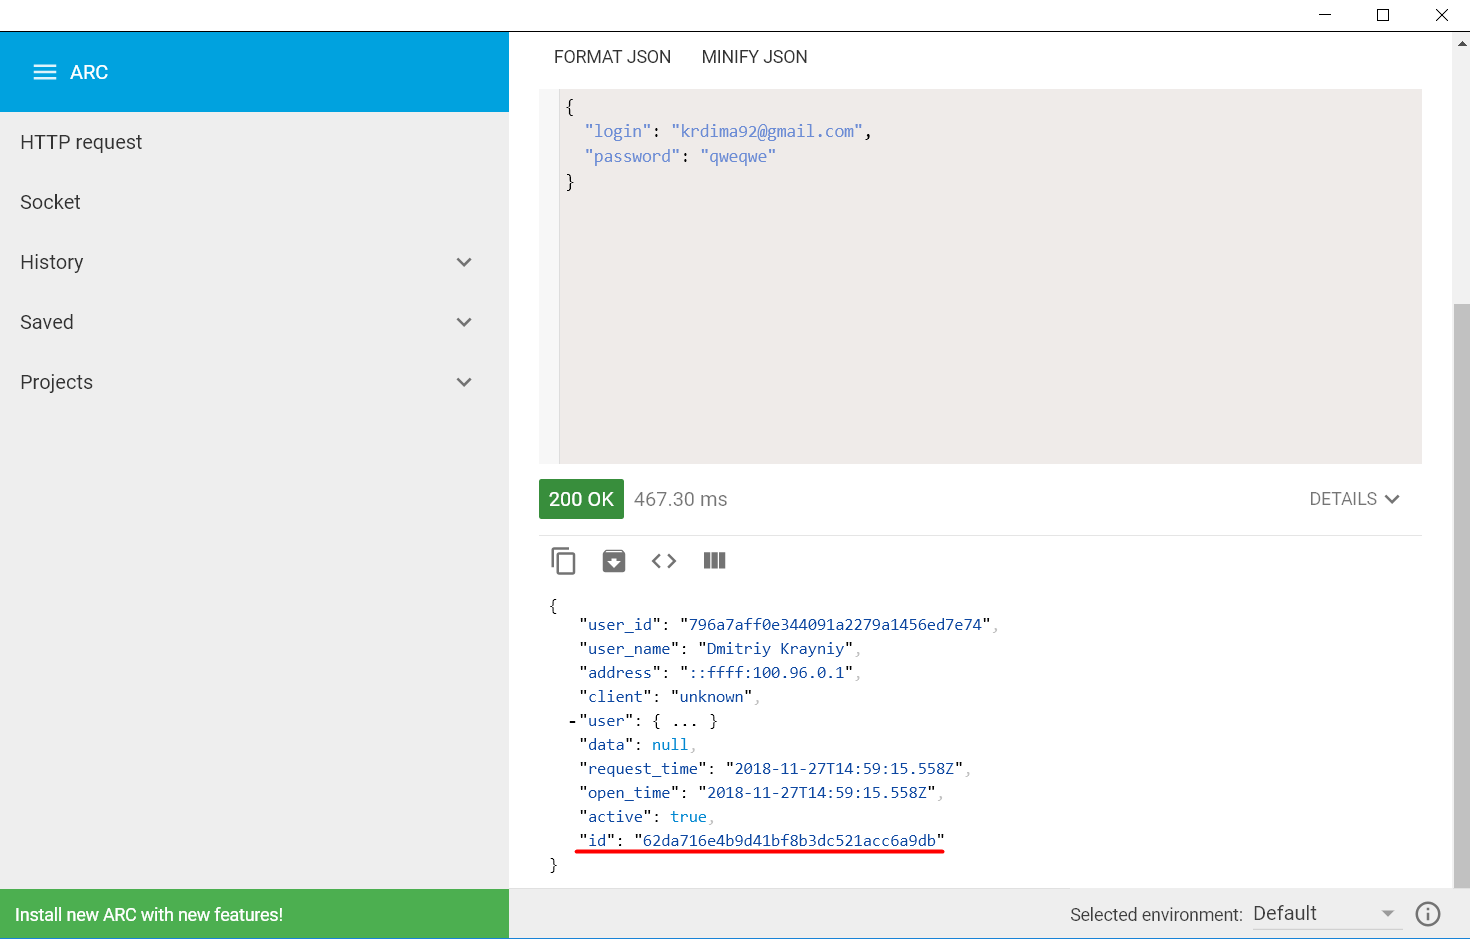 ARC
HTTP request
Socket
History
Saved
Projects
Install new ARC with new features!
FORMAT JSON MINIFY JSON
{
"login": "krdima92@gmail.com",
"password": "qweqwe"
}
200 OK 467.30 ms DETAILS
{
"user_id": "796a7aff0e344091a2279a1456ed7e74",
"user_name": "Dmitriy Krayniy",
"address": "::ffff:100.96.0.1",
"client": "unknown",
-"user": { ... }
"data": null,
"request_time": "2018-11-27T14:59:15.558Z",
"open_time": "2018-11-27T14:59:15.558Z",
"active": true,
"id": "62da716e4b9d41bf8b3dc521acc6a9db"
}
Selected environment: Default